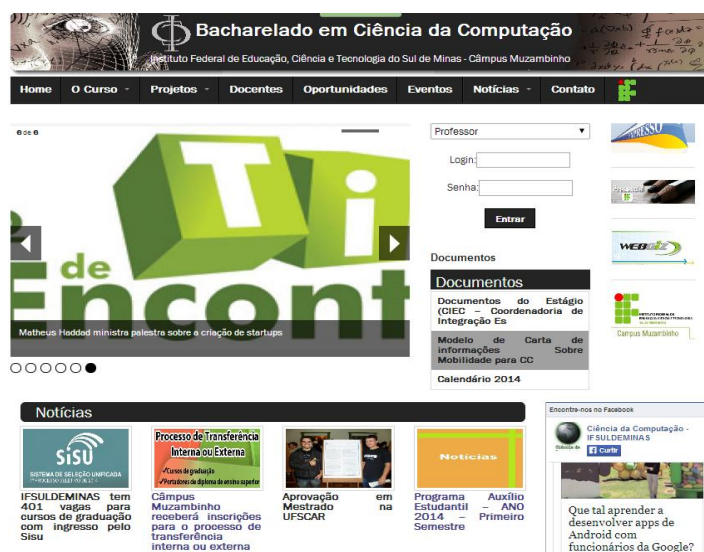 Bacharelado em Ciência da Computação
Instituto Federal de Educação, Ciência e Tecnologia do Sul de Minas - Câmpus Muzambinho
Home O Curso Projetos Docentes Oportunidades Eventos Notícias Contato
6 de 6
Ti
de
Encont
Matheus Haddad ministra palestra sobre a criação de startups
Professor
Login:
Senha:
Entrar
Documentos
Documentos
Documentos do Estágio
(CIEC – Coordenadoria de
Integração Es
Modelo de Carta de
informações Sobre
Mobilidade para CC
Calendário 2014
WEBGIZ
Campus Muzambinho
Notícias
sisu
SISTEMA DE SELEÇÃO UNIFICADA
IFSULDEMINAS tem
401 vagas para
cursos de graduação
com ingresso pelo
Sisu
Processo de Transferência
Interna ou Externa
✓Cursos de graduação
✓Portadores de diploma de ensino superior
Câmpus
Muzambinho
receberá inscrições
para o processo de
transferência
interna ou externa
Aprovação em
Mestrado na
UFSCAR
Notícias
Programa Auxílio
Estudantil – ANO
2014 – Primeiro
Semestre
Encontre-nos no Facebook
Ciência da Computação -
IFSULDEMINAS
Curtir
Que tal aprender a
desenvolver apps de
Android com
funcionários da Google?